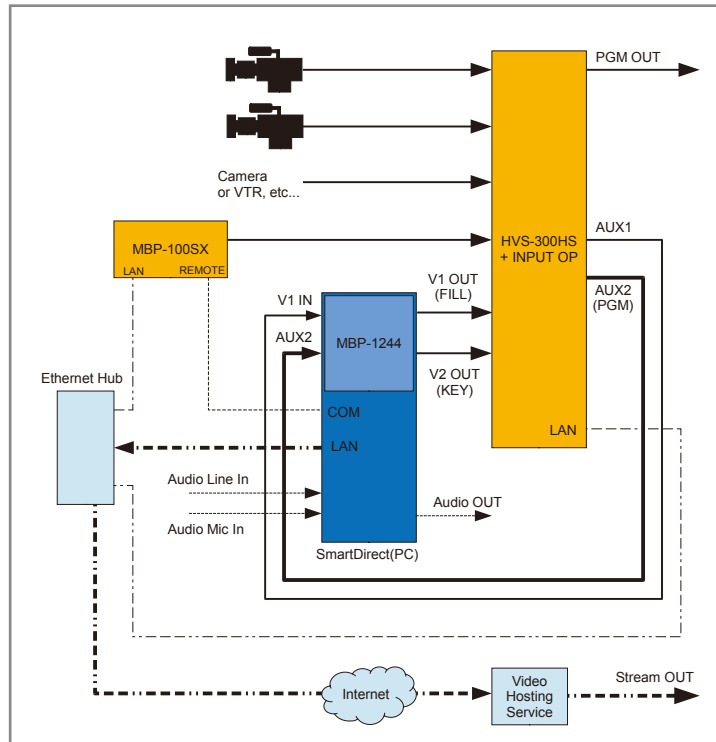 PGM OUT
Camera
or VTR, etc...
MBP-100SX
LAN
REMOTE
HVS-300HS
+ INPUT OP
AUX1
AUX2
(PGM)
V1 OUT
(FILL)
V1 IN
AUX2
MBP-1244
V2 OUT
(KEY)
Ethernet Hub
COM
LAN
LAN
Audio Line In
Audio Mic In
Audio OUT
SmartDirect(PC)
Internet
Video
Hosting
Service
Stream OUT